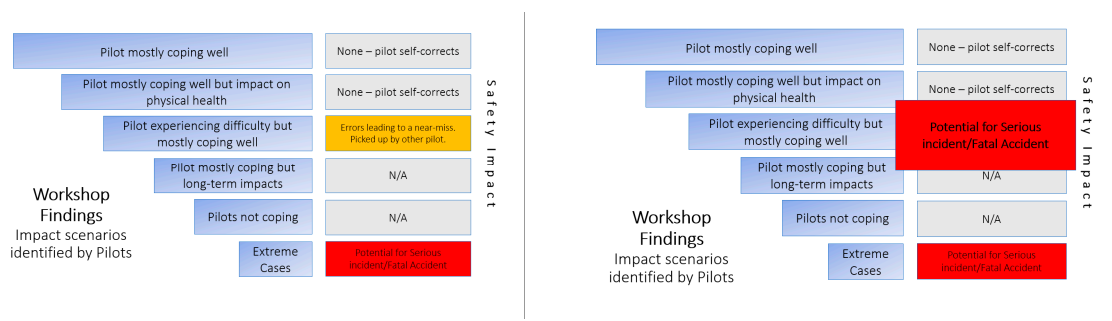 Pilot mostly coping well
None – pilot self-corrects
Pilot mostly coping well but impact on
physical health
None – pilot self-corrects
Pilot experiencing difficulty but
mostly coping well
Errors leading to a near-miss.
Picked up by other pilot.
Pilot mostly coping but
long-term impacts
N/A
Pilots not coping
N/A
Extreme
Cases
Potential for Serious
incident/Fatal Accident
Safety Impact
Workshop
Findings
Impact scenarios
identified by Pilots
Pilot mostly coping well
None – pilot self-corrects
Pilot mostly coping well but impact on
physical health
None – pilot self-corrects
Pilot experiencing difficulty but
mostly coping well
Potential for Serious
incident/Fatal Accident
Pilot mostly coping but
long-term impacts
N/A
Pilots not coping
N/A
Extreme
Cases
Potential for Serious
incident/Fatal Accident
Safety Impact
Workshop
Findings
Impact scenarios
identified by Pilots